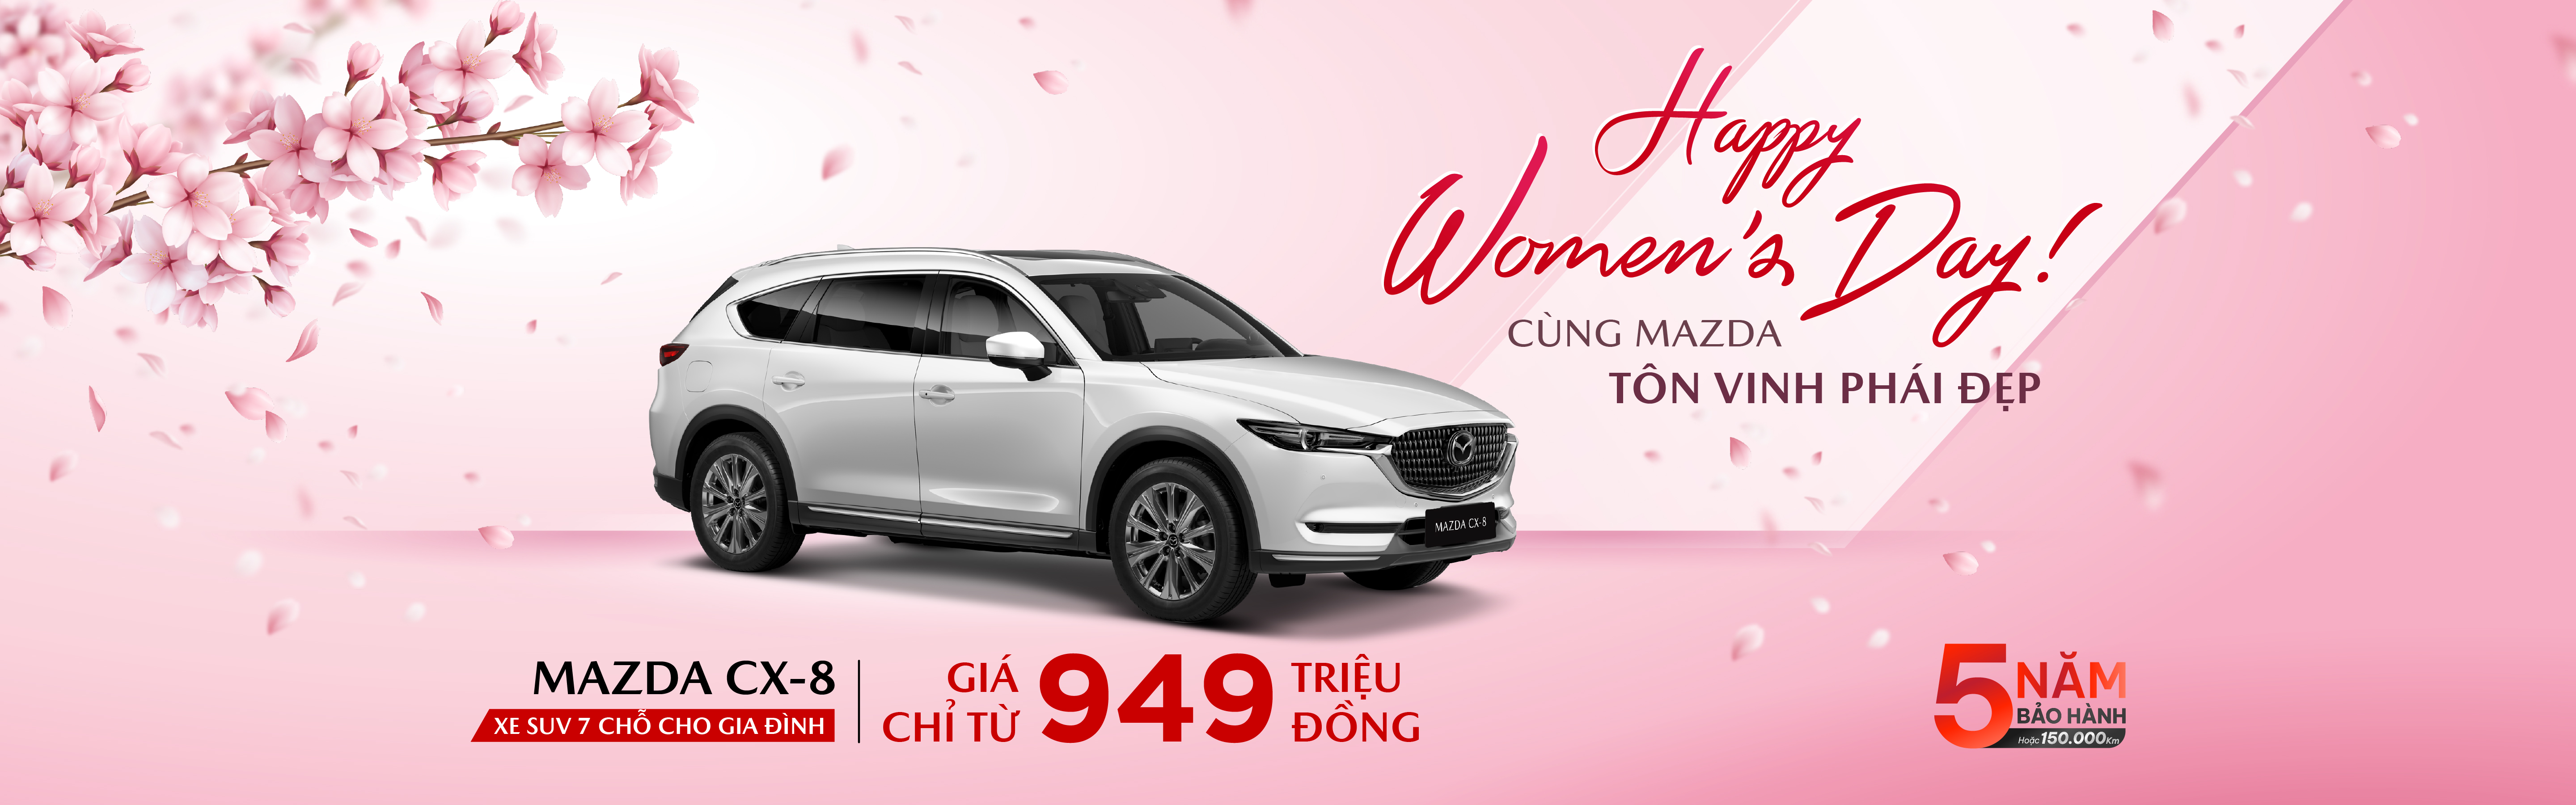 Happy
Women's Day!
CÙNG MAZDA
TÔN VINH PHÁI ĐẸP
MAZDA CX-8
MAZDA CX-8
XE SUV 7 CHỖ CHO GIA ĐÌNH
GIÁ
CHỈ TỪ
949
TRIỆU
ĐỒNG
5 NĂM
BẢO HÀNH
Hoặc 150.000Km